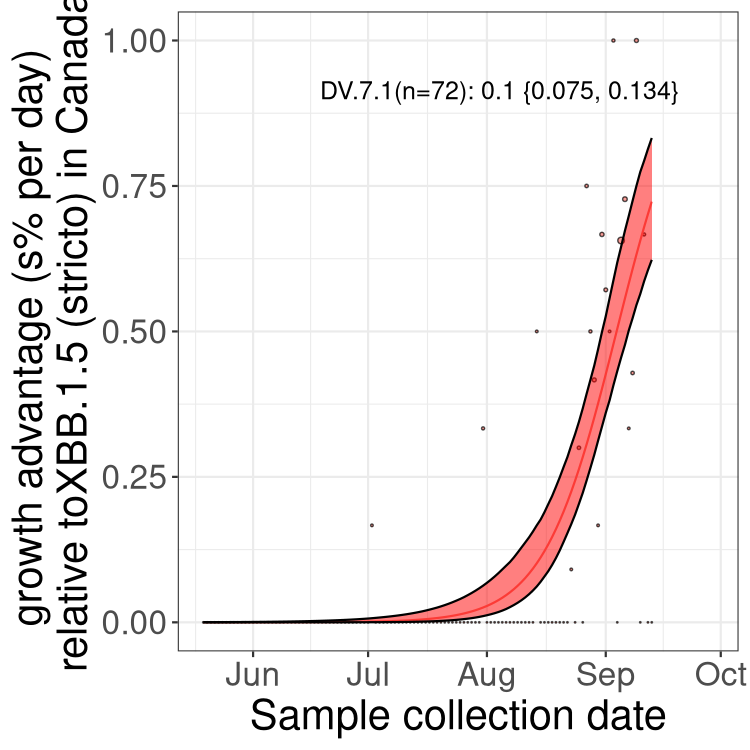 growth advantage (s% per day)
relative toXBB.1.5 (stricto) in Canada
1.00
0.75
0.50
0.25
0.00
DV.7.1(n=72): 0.1 {0.075, 0.134}
Jun Jul Aug Sep Oct
Sample collection date